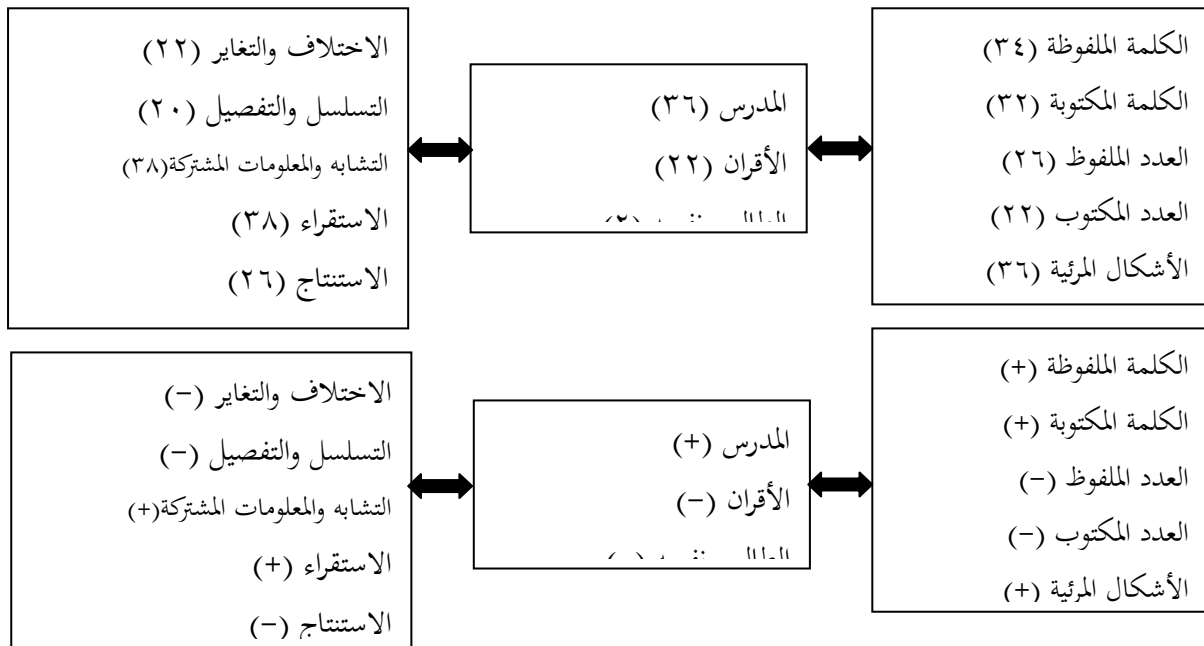 الكلمة الملفوظة (٣٤)
الكلمة المكتوبة (٣٢)
العدد الملفوظ (٢٦)
العدد المكتوب (٢٢)
الأشكال المرئية (٣٦)
المدرس (٣٦)
الأقران (٢٢)
الاختلاف والتغاير (٢٢)
التسلسل والتفصيل (٢٠)
التشابه والمعلومات المشتركة(٣٨)
الاستقراء (٣٨)
الاستنتاج (٢٦)
الكلمة الملفوظة (+)
الكلمة المكتوبة (+)
العدد الملفوظ (–)
العدد المكتوب (–)
الأشكال المرئية (+)
المدرس (+)
الأقران (–)
الاختلاف والتغاير (–)
التسلسل والتفصيل (–)
التشابه والمعلومات المشتركة(+)
الاستقراء (+)
الاستنتاج (–)